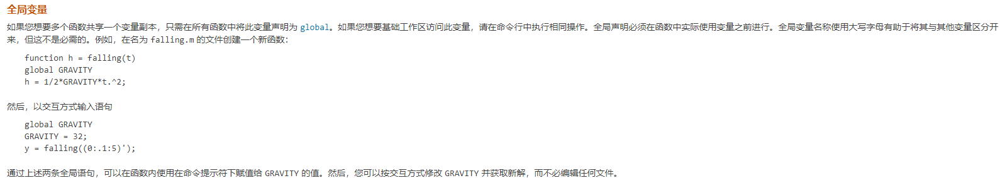 全局变量
如果您想要多个函数共享一个变量副本，只需在所有函数中将此变量声明为 global。如果您想要基础工作区访问此变量，请在命令行中执行相同操作。全局声明必须在函数中实际使用变量之前进行。全局变量名称使用大写字母有助于将其与其他变量区分开
来，但这不是必需的。例如，在名为 falling.m 的文件创建一个新函数：
function h = falling(t)
global GRAVITY
h = 1/2*GRAVITY*t.^2;
然后，以交互方式输入语句
global GRAVITY
GRAVITY = 32;
y = falling((0:.1:5)');
通过上述两条全局语句，可以在函数内使用在命令提示符下赋值给 GRAVITY 的值。然后，您可以按交互方式修改 GRAVITY 并获取新解，而不必编辑任何文件。